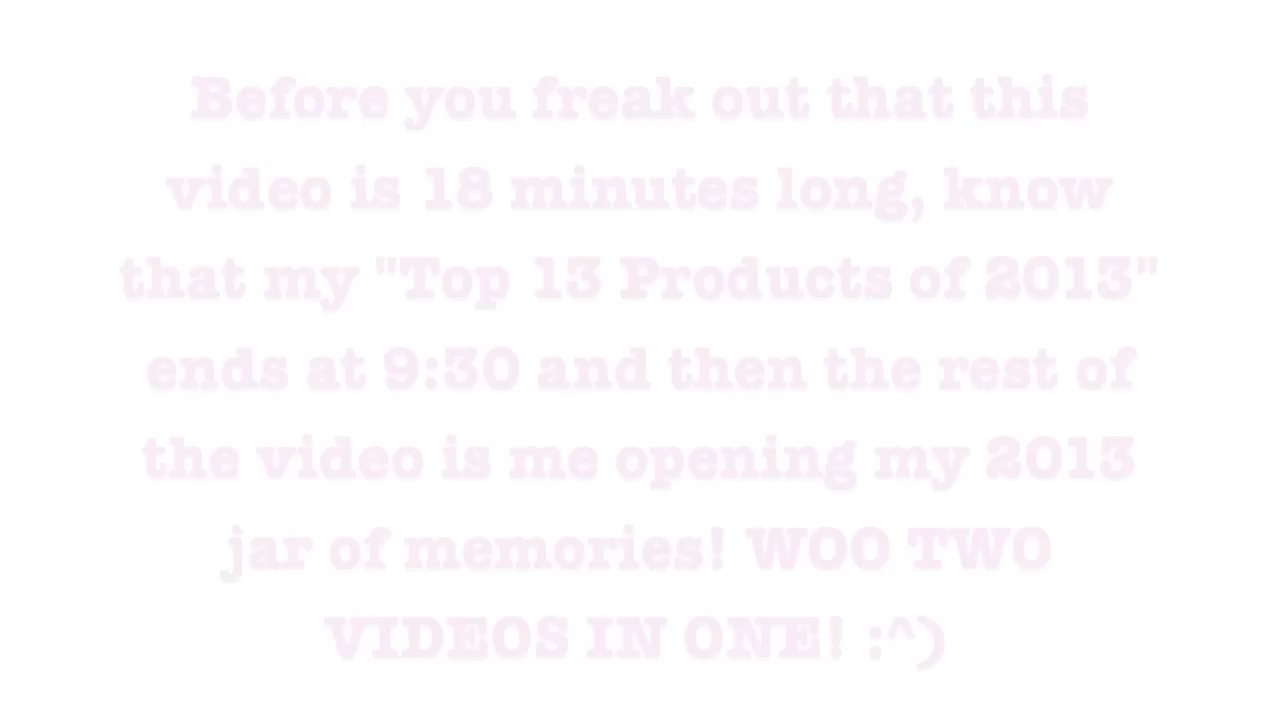 Before you freak out that this
video is 18 minutes long, know
that my "Top 13 Products of 2013"
ends at 9:30 and then the rest of
the video is me opening my 2013
jar of memories! WOO TWO
VIDEOS IN ONE! :^)